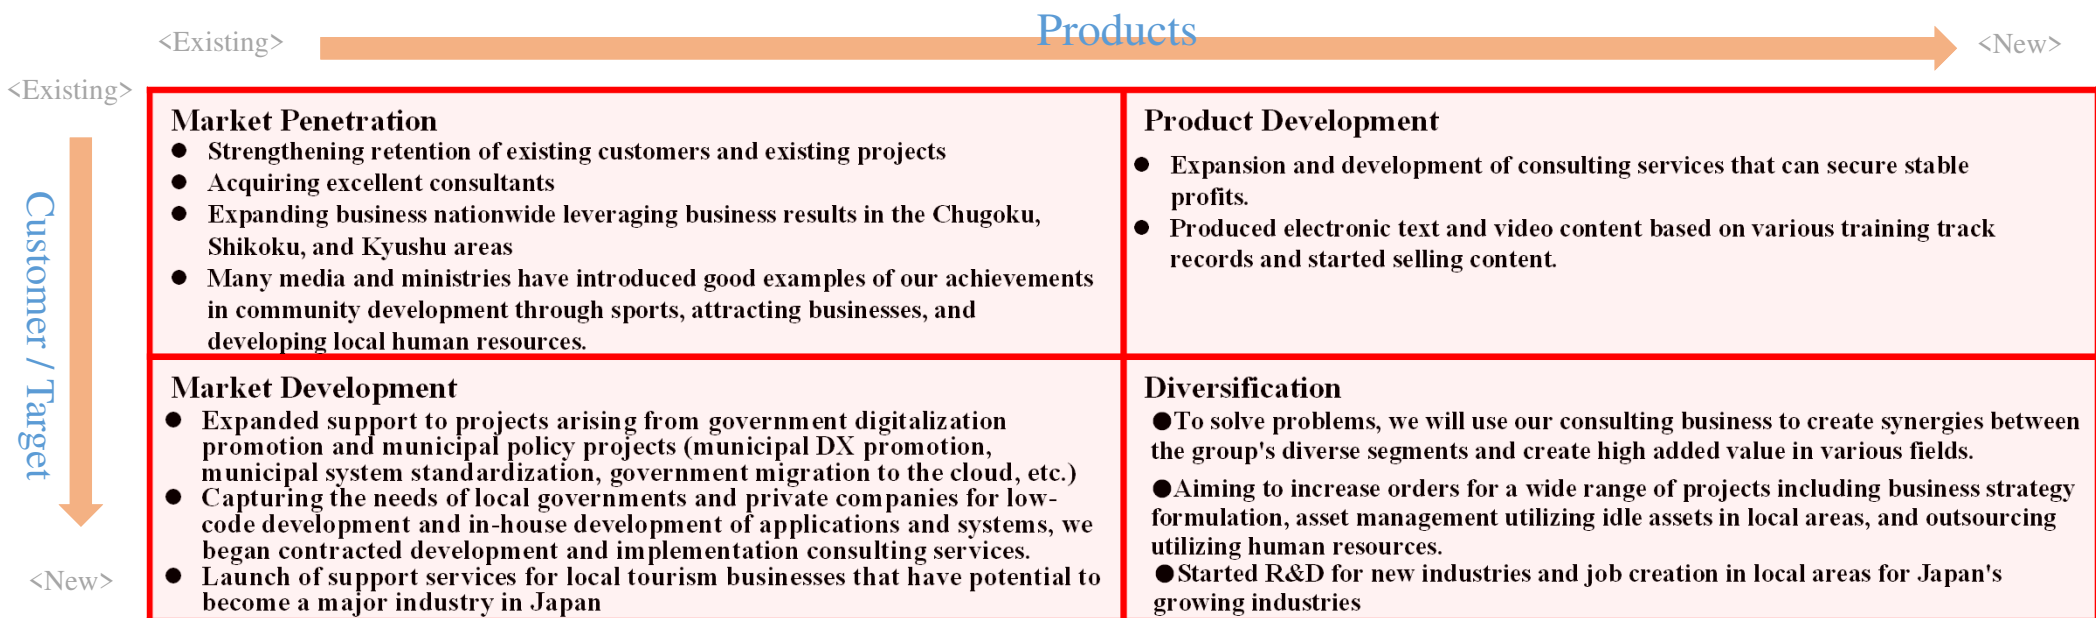 Products
<Existing>
<New>
<Existing>
Customer / Target
<New>
Market Penetration
● Strengthening retention of existing customers and existing projects
● Acquiring excellent consultants
● Expanding business nationwide leveraging business results in the Chugoku,
Shikoku, and Kyushu areas
● Many media and ministries have introduced good examples of our achievements
in community development through sports, attracting businesses, and
developing local human resources.
Product Development
● Expansion and development of consulting services that can secure stable
profits.
● Produced electronic text and video content based on various training track
records and started selling content.
Market Development
● Expanded support to projects arising from government digitalization
promotion and municipal policy projects (municipal DX promotion,
municipal system standardization, government migration to the cloud, etc.)
● Capturing the needs of local governments and private companies for low-
code development and in-house development of applications and systems, we
began contracted development and implementation consulting services.
● Launch of support services for local tourism businesses that have potential to
become a major industry in Japan
Diversification
●To solve problems, we will use our consulting business to create synergies between
the group's diverse segments and create high added value in various fields.
●Aiming to increase orders for a wide range of projects including business strategy
formulation, asset management utilizing idle assets in local areas, and outsourcing
utilizing human resources.
●Started R&D for new industries and job creation in local areas for Japan's
growing industries